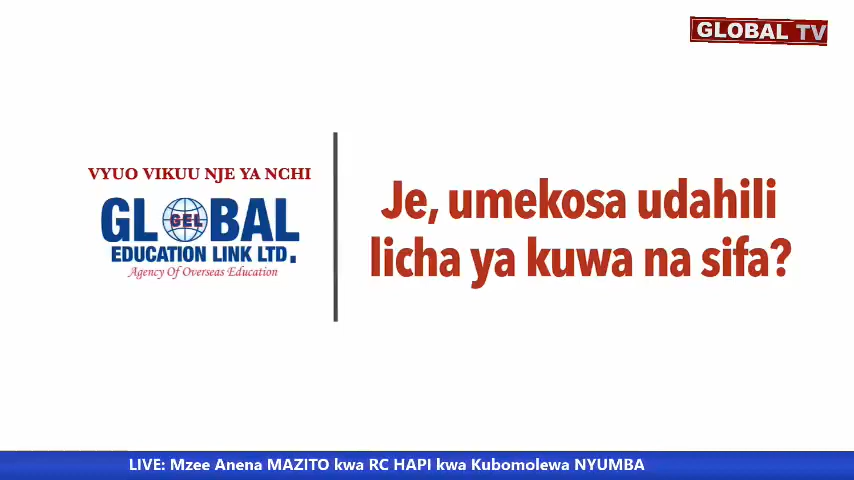 GLOBAL TV
VYUO VIKUU NJE YA NCHI
GLOBAL
GEL
EDUCATION LINK LTD.
Agency Of Overseas Education
Je, umekosa udahili
licha ya kuwa na sifa?
LIVE: Mzee Anena MAZITO kwa RC HAPI kwa Kubomolewa NYUMBA